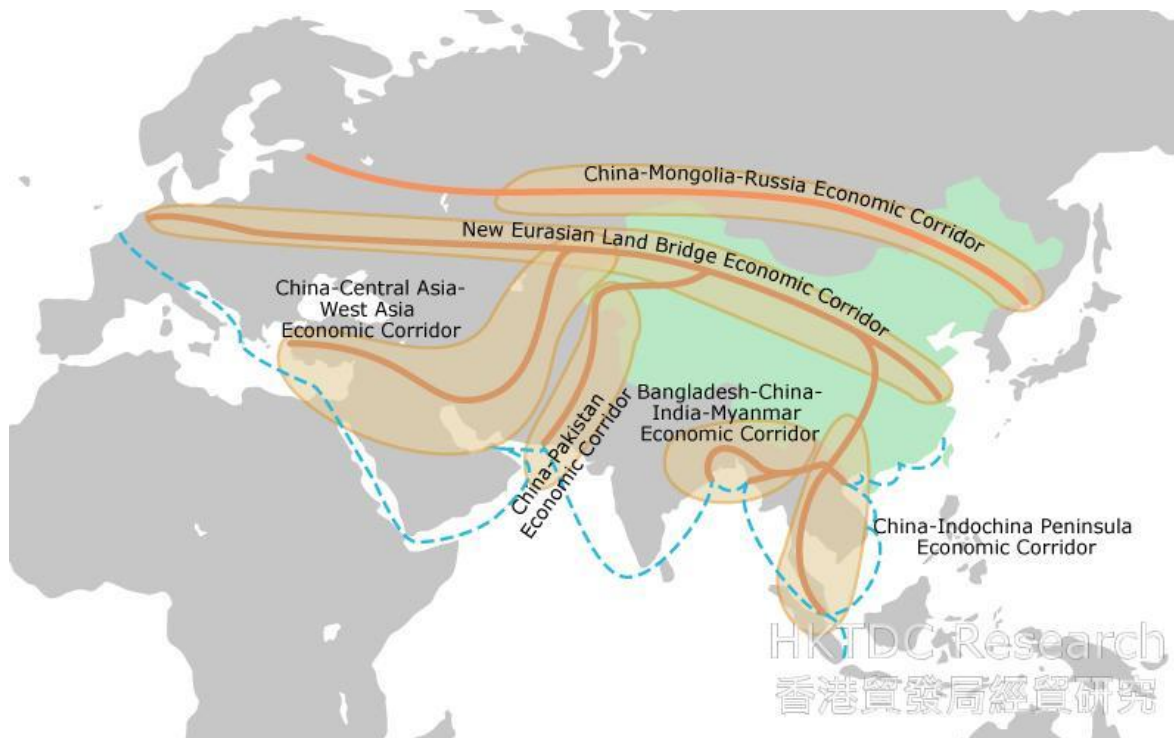 China-Mongolia-Russia Economic Corridor
New Eurasian Land Bridge Economic Corridor
China-Central Asia-
West Asia
Economic Corridor
China-Pakistan
Economic Corridor
Bangladesh-China-
India-Myanmar
Economic Corridor
China-Indochina Peninsula
Economic Corridor
HKTDC Research
香港貿發局經貿研究